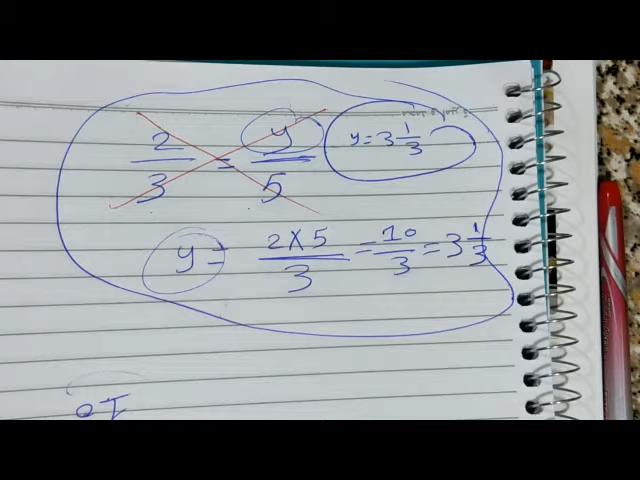 2/3 = y/5 y = 3 1/3
y = 2 X 5/3 = 10/3 = 3 1/3